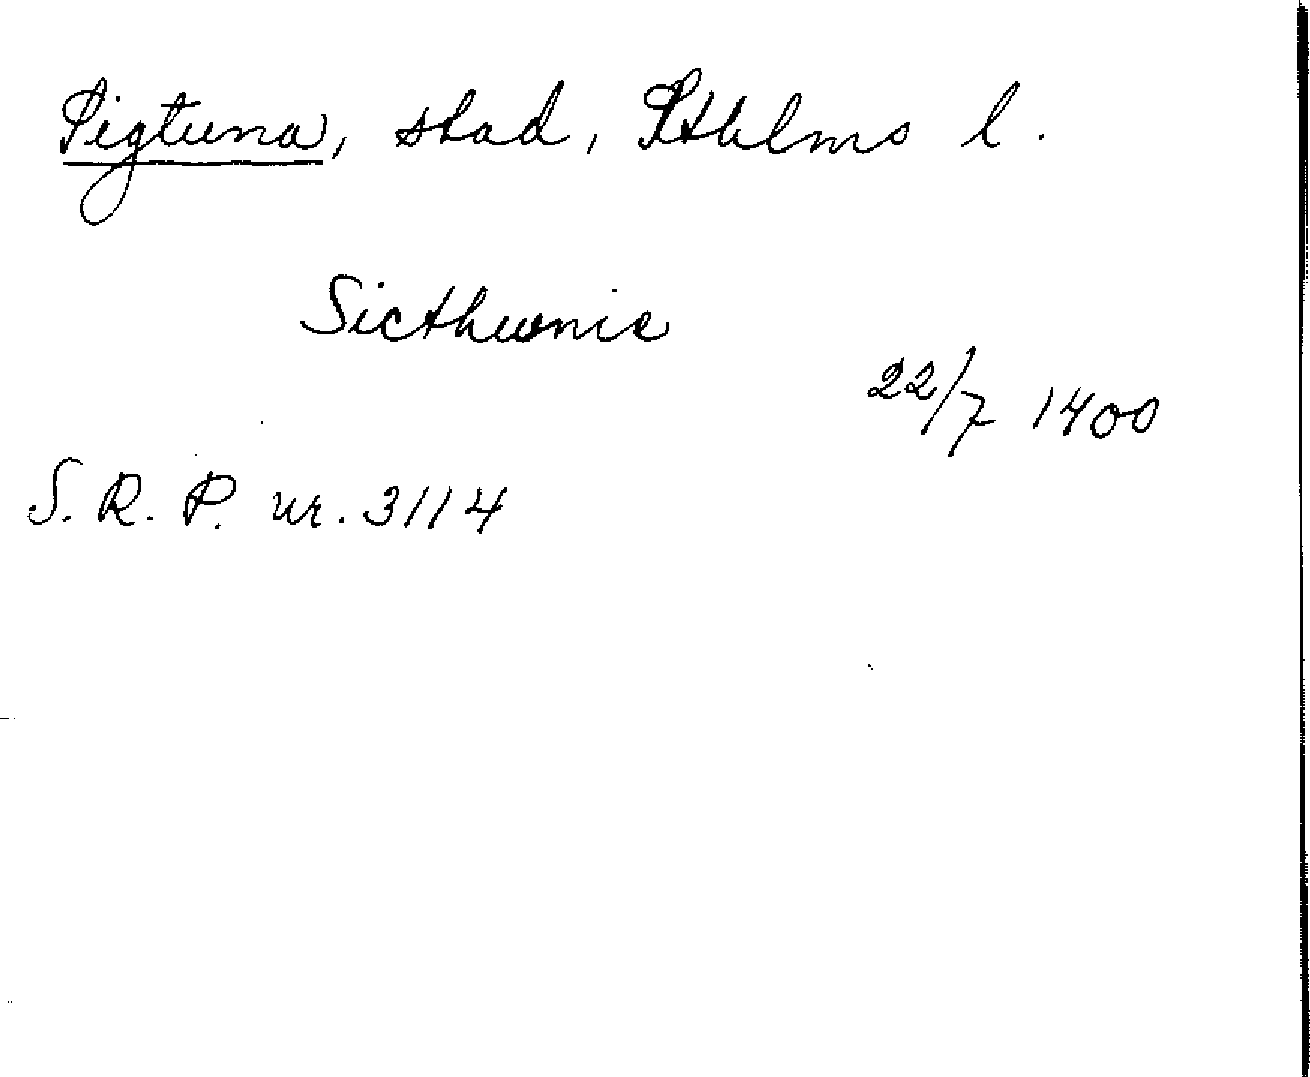 Sigtuna, stad, Sthlms l.
Sicthunie
22/7 1400
S. R. P. nr. 3114